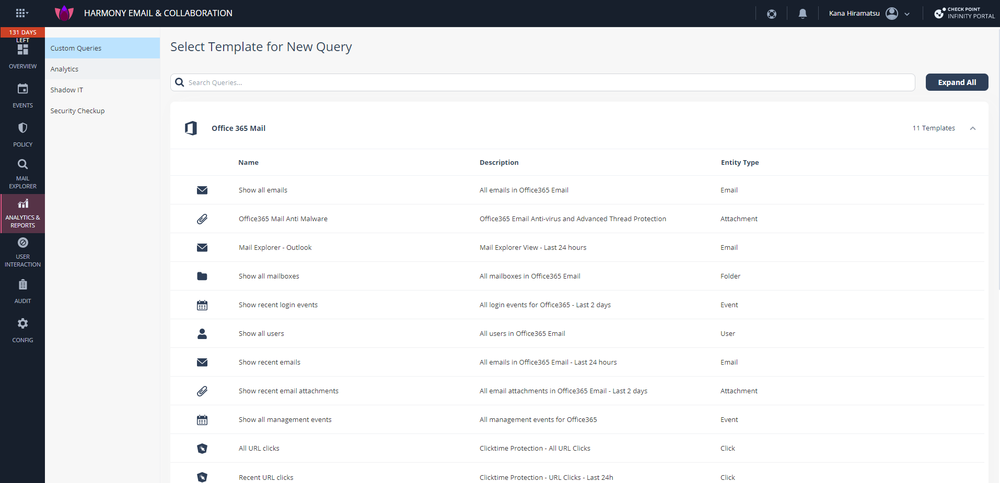 HARMONY EMAIL & COLLABORATION
Kana Hiramatsu
CHECK POINT
INFINITY PORTAL
131 DAYS
LEFT
OVERVIEW
EVENTS
POLICY
MAIL
EXPLORER
ANALYTICS &
REPORTS
USER
INTERACTION
AUDIT
CONFIG
Custom Queries
Analytics
Shadow IT
Security Checkup
Select Template for New Query
Search Queries...
Expand All
Office 365 Mail
11 Templates
Name Description Entity Type
Show all emails All emails in Office365 Email Email
Office365 Mail Anti Malware Office365 Email Anti-virus and Advanced Thread Protection Attachment
Mail Explorer - Outlook Mail Explorer View - Last 24 hours Email
Show all mailboxes All mailboxes in Office365 Email Folder
Show recent login events All login events for Office365 - Last 2 days Event
Show all users All users in Office365 Email User
Show recent emails All emails in Office365 Email - Last 24 hours Email
Show recent email attachments All email attachments in Office365 Email - Last 2 days Attachment
Show all management events All management events for Office365 Event
All URL clicks Clicktime Protection - All URL Clicks Click
Recent URL clicks Clicktime Protection - URL Clicks - Last 24h Click